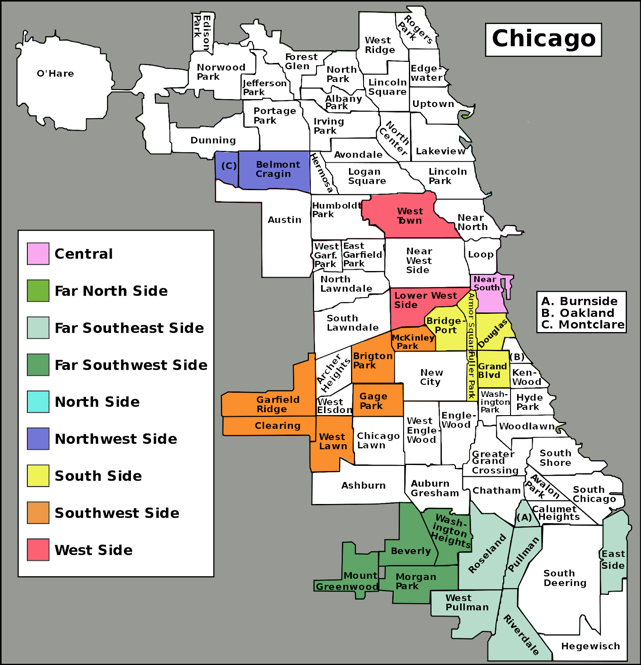 Chicago
O'Hare
Edison
Park
Norwood
Park
Jefferson
Park
Forest
Glen
North
Park
Albany
Park
West
Ridge
Rogers
Park
Lincoln
Square
Edge-
water
Uptown
Portage
Park
Irving
Park
North
Center
Dunning
Avondale
Lakeview
(C)
Belmont
Cragin
Hermosa
Logan
Square
Lincoln
Park
Austin
Humboldt
Park
West
Town
Near
North
West
Garf.
Park
East
Garfield
Park
Near
West
Side
Loop
North
Lawndale
Near
South
Lower West
Side
South
Lawndale
Bridge-
Port
Armor Square
Douglas
McKinley
Park
Fuller Park
(B)
Archer
Heights
Brigton
Park
New
City
Grand
Blvd
Ken-
Wood
Garfield
Ridge
West
Elsdon
Gage
Park
Wash-
ington
Park
Hyde
Park
Clearing
West
Lawn
Chicago
Lawn
West
Engle-
Wood
Engle-
Wood
Woodlawn
Greater
Grand
Crossing
South
Shore
Ashburn
Auburn
Gresham
Chatham
Avalon
Park
South
Chicago
(A)
Calumet
Heights
Beverly
Wash-
ington
Heights
Roseland
Pullman
East
Side
Mount
Greenwood
Morgan
Park
South
Deering
West
Pullman
Riverdale
Hegewisch
Central
Far North Side
Far Southeast Side
Far Southwest Side
North Side
Northwest Side
South Side
Southwest Side
West Side
A. Burnside
B. Oakland
C. Montclare